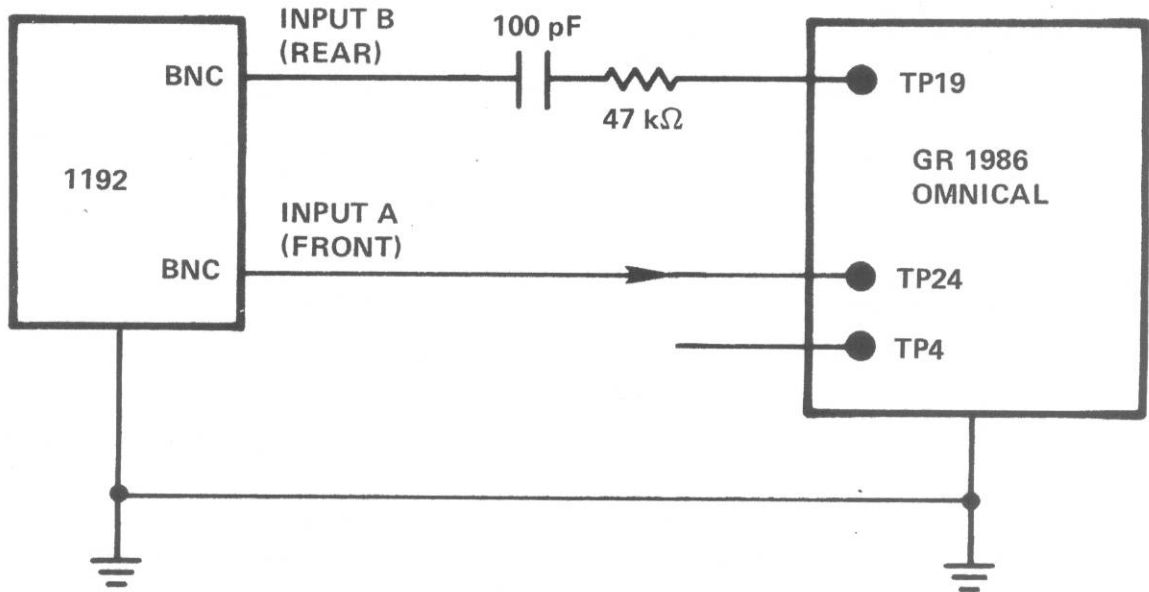 INPUT B
(REAR)
100 pF
BNC
47 kΩ
TP19
1192
GR 1986
OMNICAL
INPUT A
(FRONT)
BNC
TP24
TP4